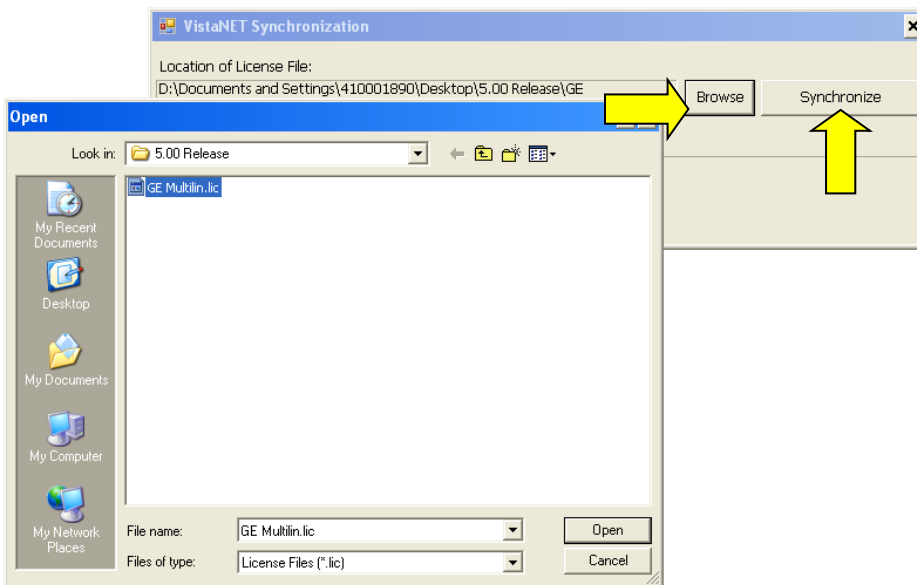 VistaNET Synchronization
Location of License File:
D:\Documents and Settings\410001890\Desktop\5.00 Release\GE
Browse
Synchronize
Open
Look in:
5.00 Release
GE Multilin.lic
My Recent
Documents
Desktop
My Documents
My Computer
My Network
Places
File name:
GE Multilin.lic
Open
Files of type:
License Files (*.lic)
Cancel